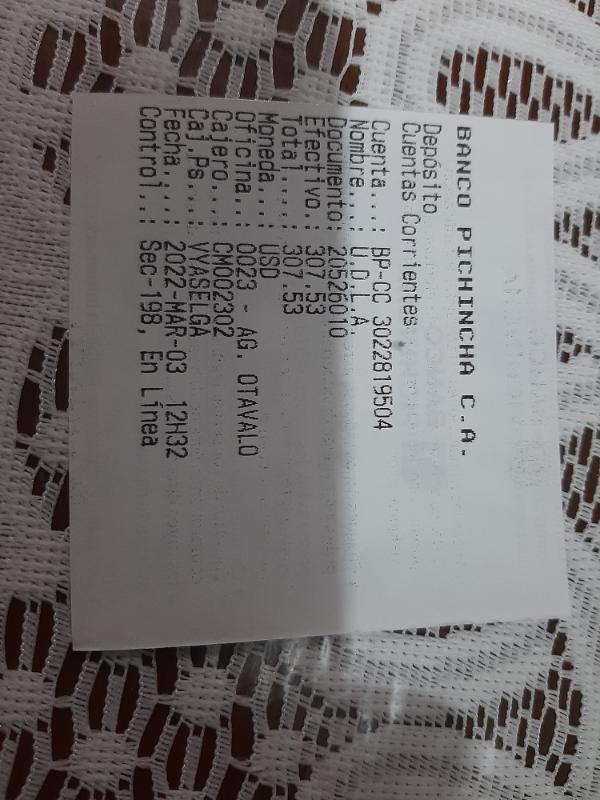 BANCO PICHINCHA C.A.
Depósito
Cuentas Corrientes
Cuenta..: BP-CC 3022819504
Nombre..: U.D.L.A.
Documento: 20526010
Efectivo.: 307.53
Total...: 307.53
Moneda..: USD
Oficina..: 0023 - AG. OTAVALO
Cajero...: CM002302
Caj.Ps...: VYASELGA
Fecha....: 2022-MAR-03 12H32
Control.: Sec-198, En Línea